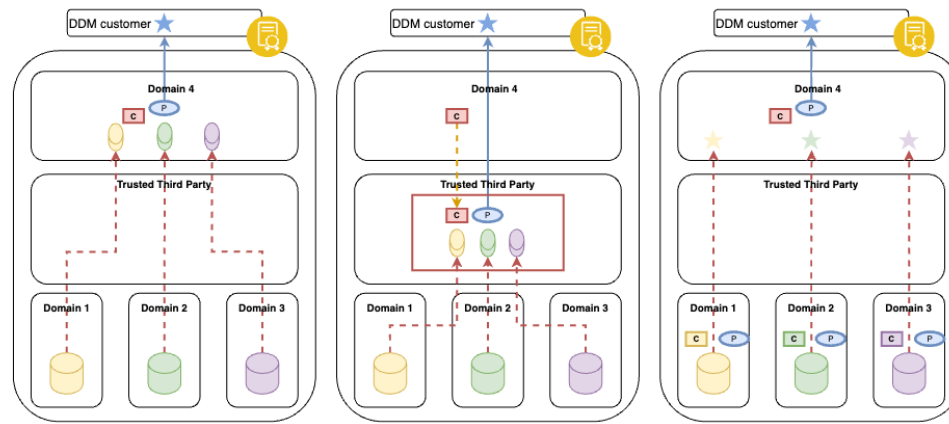 DDM customer
Domain 4
P
C
Trusted Third Party
Domain 1
Domain 2
Domain 3
DDM customer
Domain 4
C
Trusted Third Party
C
P
Domain 1
Domain 2
Domain 3
DDM customer
Domain 4
P
C
Trusted Third Party
Domain 1
Domain 2
Domain 3
C
P
C
P
C
P